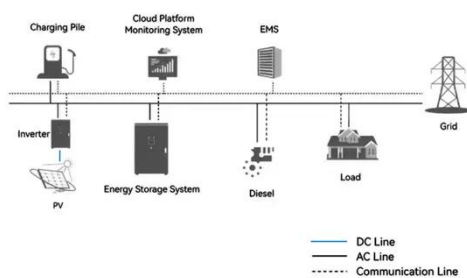 Charging Pile
Cloud Platform
Monitoring System
EMS
Grid
Inverter
PV
Energy Storage System
Diesel
Load
DC Line
AC Line
Communication Line